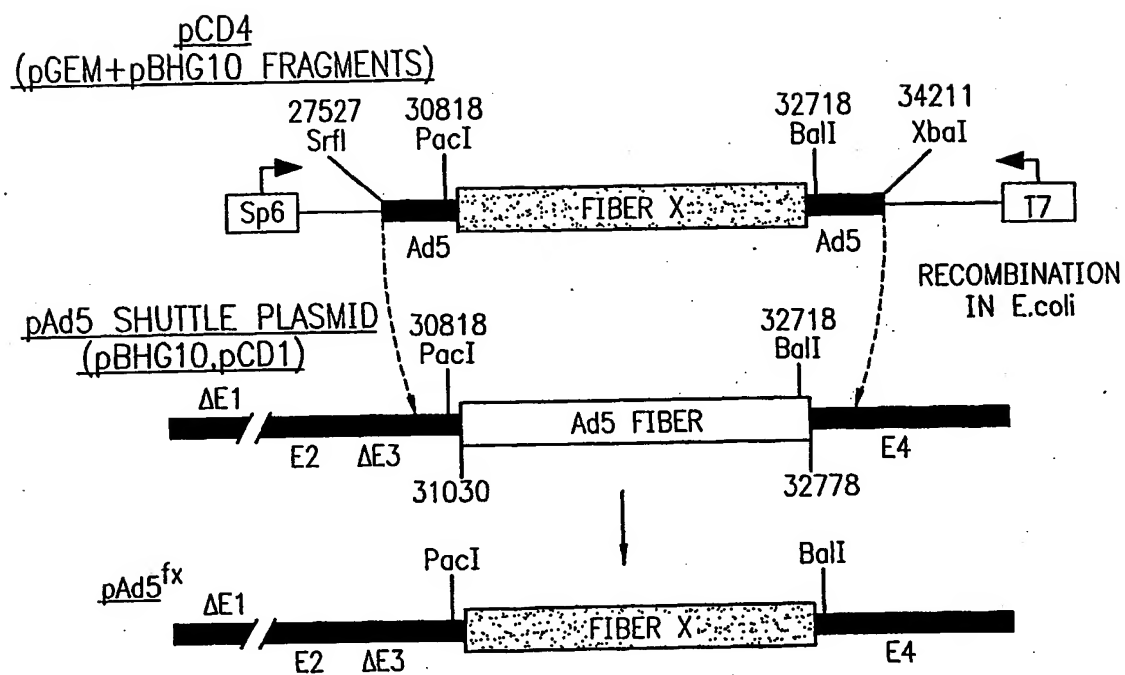 pCD4
(pGEM+pBHG10 FRAGMENTS)
27527
SrfI
30818
PacI
32718
BalI
34211
XbaI
Sp6
FIBER X
T7
Ad5
Ad5
RECOMBINATION
IN E.coli
pAd5 SHUTTLE PLASMID
(pBHG10,pCD1)
30818
PacI
32718
BalI
ΔE1
Ad5 FIBER
E2
ΔE3
E4
31030
32778
pAd5fx
PacI
BalI
ΔE1
FIBER X
E2
ΔE3
E4